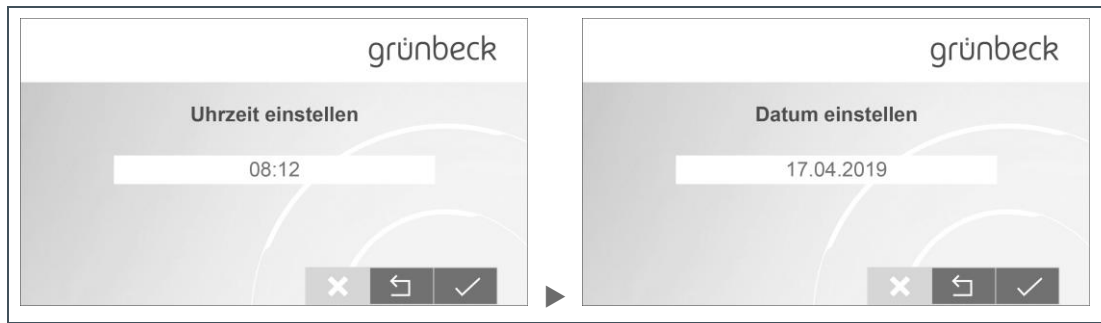 grünbeck
Uhrzeit einstellen
08:12
grünbeck
Datum einstellen
17.04.2019